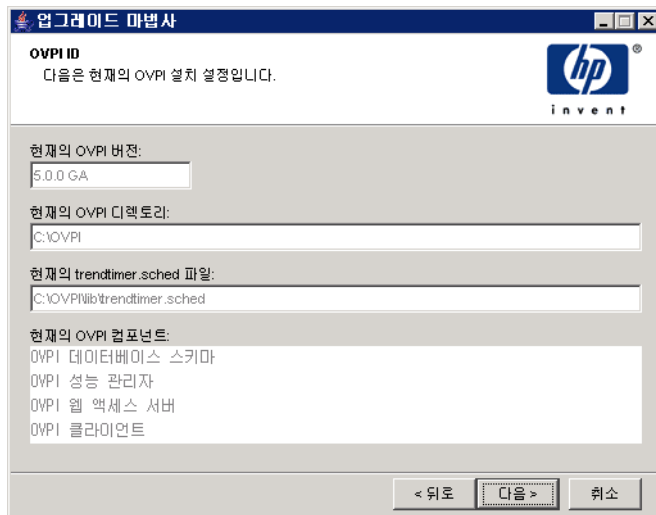 업그레이드 마법사
OVPI ID
다음은 현재의 OVPI 설치 설정입니다.
hp
®
invent
현재의 OVPI 버전:
5.0.0 GA
현재의 OVPI 디렉토리:
C:\OVPI
현재의 trendtimer.sched 파일:
C:\OVPI\lib\trendtimer.sched
현재의 OVPI 컴포넌트:
OVPI 데이터베이스 스키마
OVPI 성능 관리자
OVPI 웹 액세스 서버
OVPI 클라이언트
< 뒤로
다음 >
취소